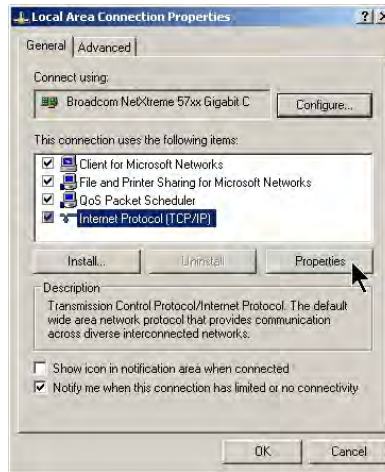 Local Area Connection Properties
General
Advanced
Connect using:
Broadcom NetXtreme 57xx Gigabit C
Configure...
This connection uses the following items:
Client for Microsoft Networks
File and Printer Sharing for Microsoft Networks
QoS Packet Scheduler
Internet Protocol (TCP/IP)
Install...
Uninstall
Properties
Description
Transmission Control Protocol/Internet Protocol. The default
wide area network protocol that provides communication
across diverse interconnected networks.
Show icon in notification area when connected
Notify me when this connection has limited or no connectivity
OK
Cancel